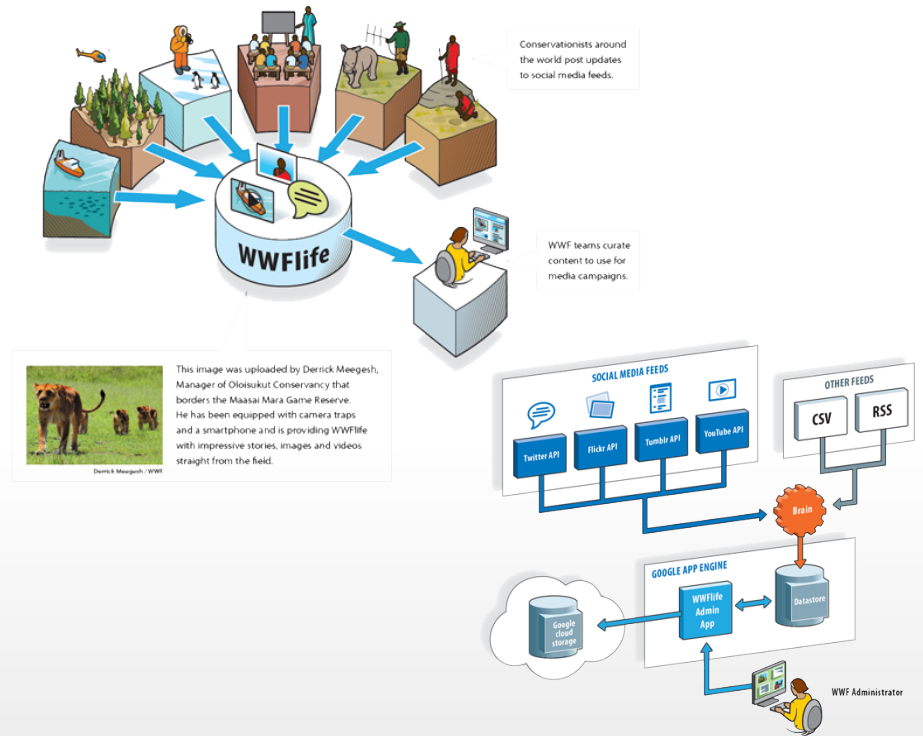 Conservationists around
the world post updates
to social media feeds.
WWFlife
WWF teams curate
content to use for
media campaigns.
This image was uploaded by Derrick Meegesh,
Manager of Oloisukut Conservancy that
borders the Maasai Mara Game Reserve.
He has been equipped with camera traps
and a smartphone and is providing WWFlife
with impressive stories, images and videos
straight from the field.
Derrick Meegesh / WWF
SOCIAL MEDIA FEEDS
Twitter API
Flickr API
Tumblr API
YouTube API
OTHER FEEDS
CSV
RSS
Brain
GOOGLE APP ENGINE
WWFlife
Admin
App
Datastore
Google
cloud
storage
WWF Administrator